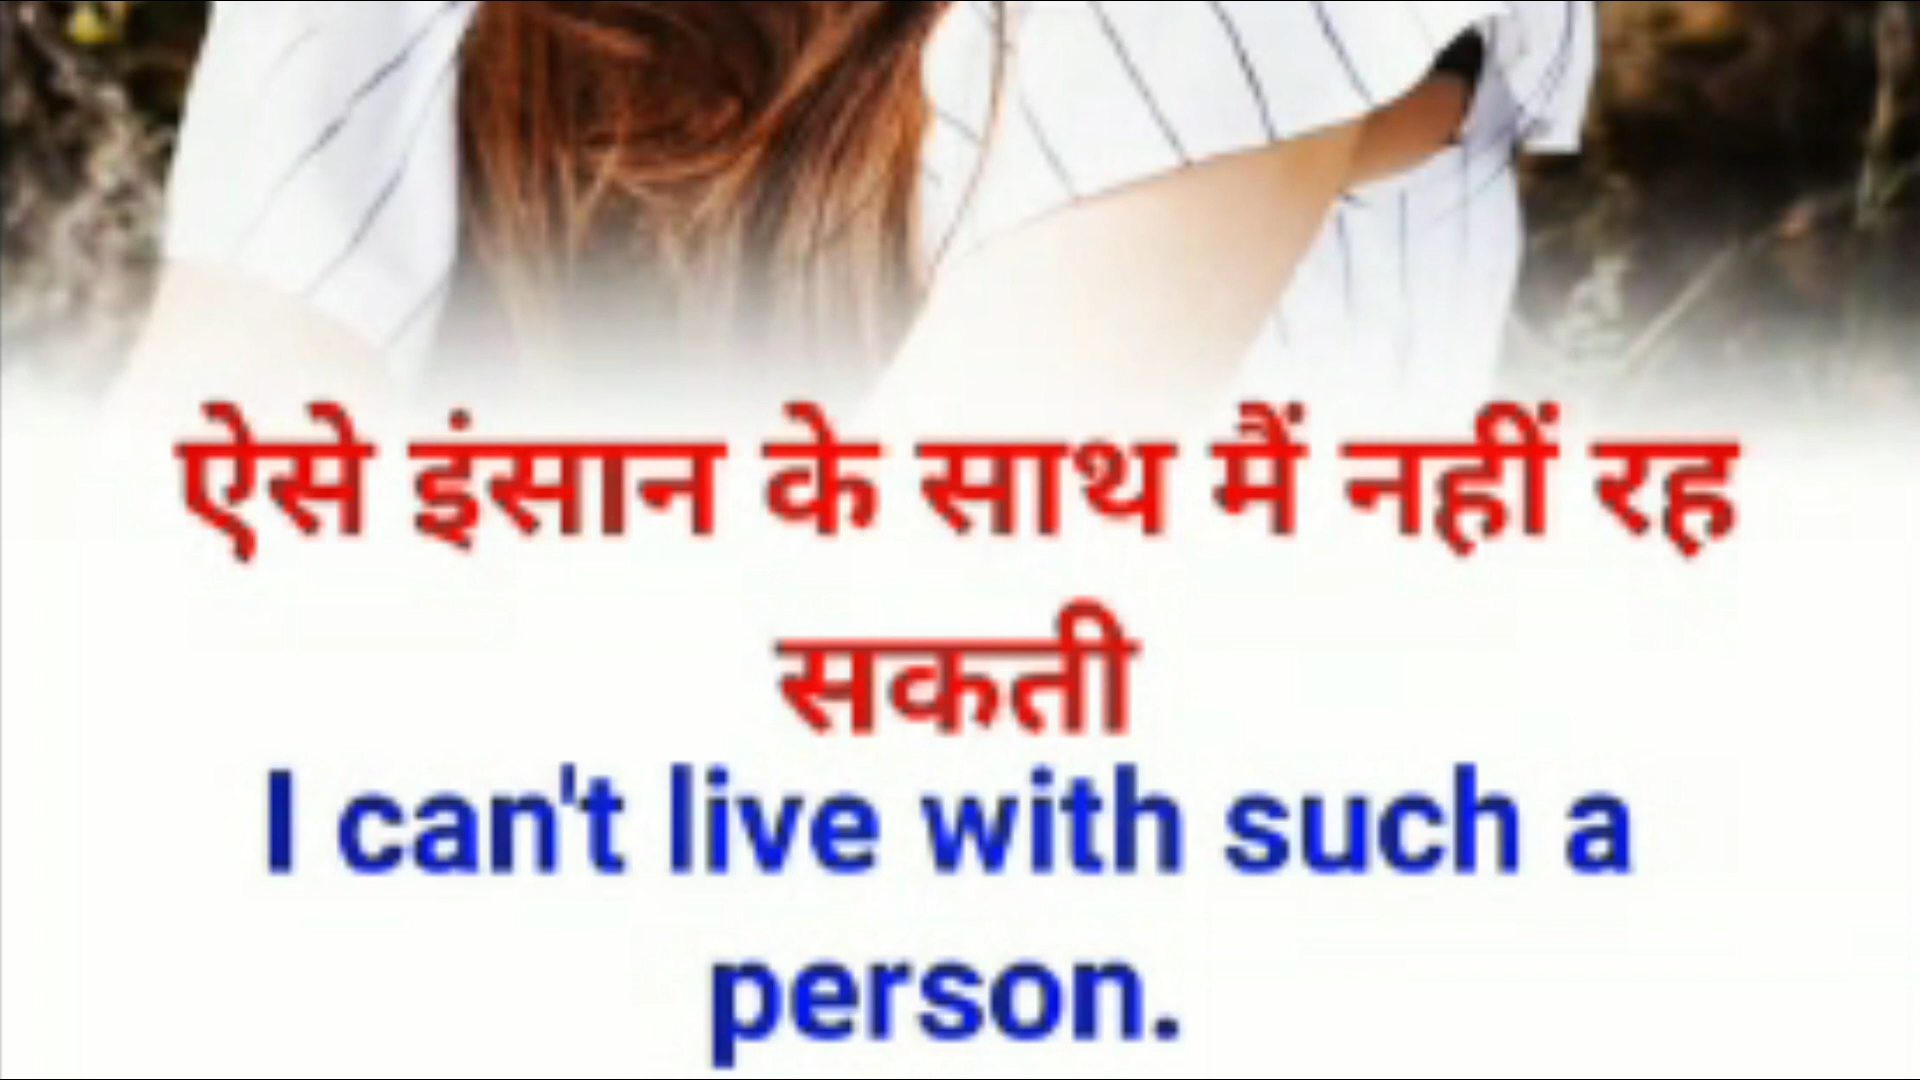 ऐसे इंसान के साथ मैं नहीं रह
सकती
I can't live with such a
person.